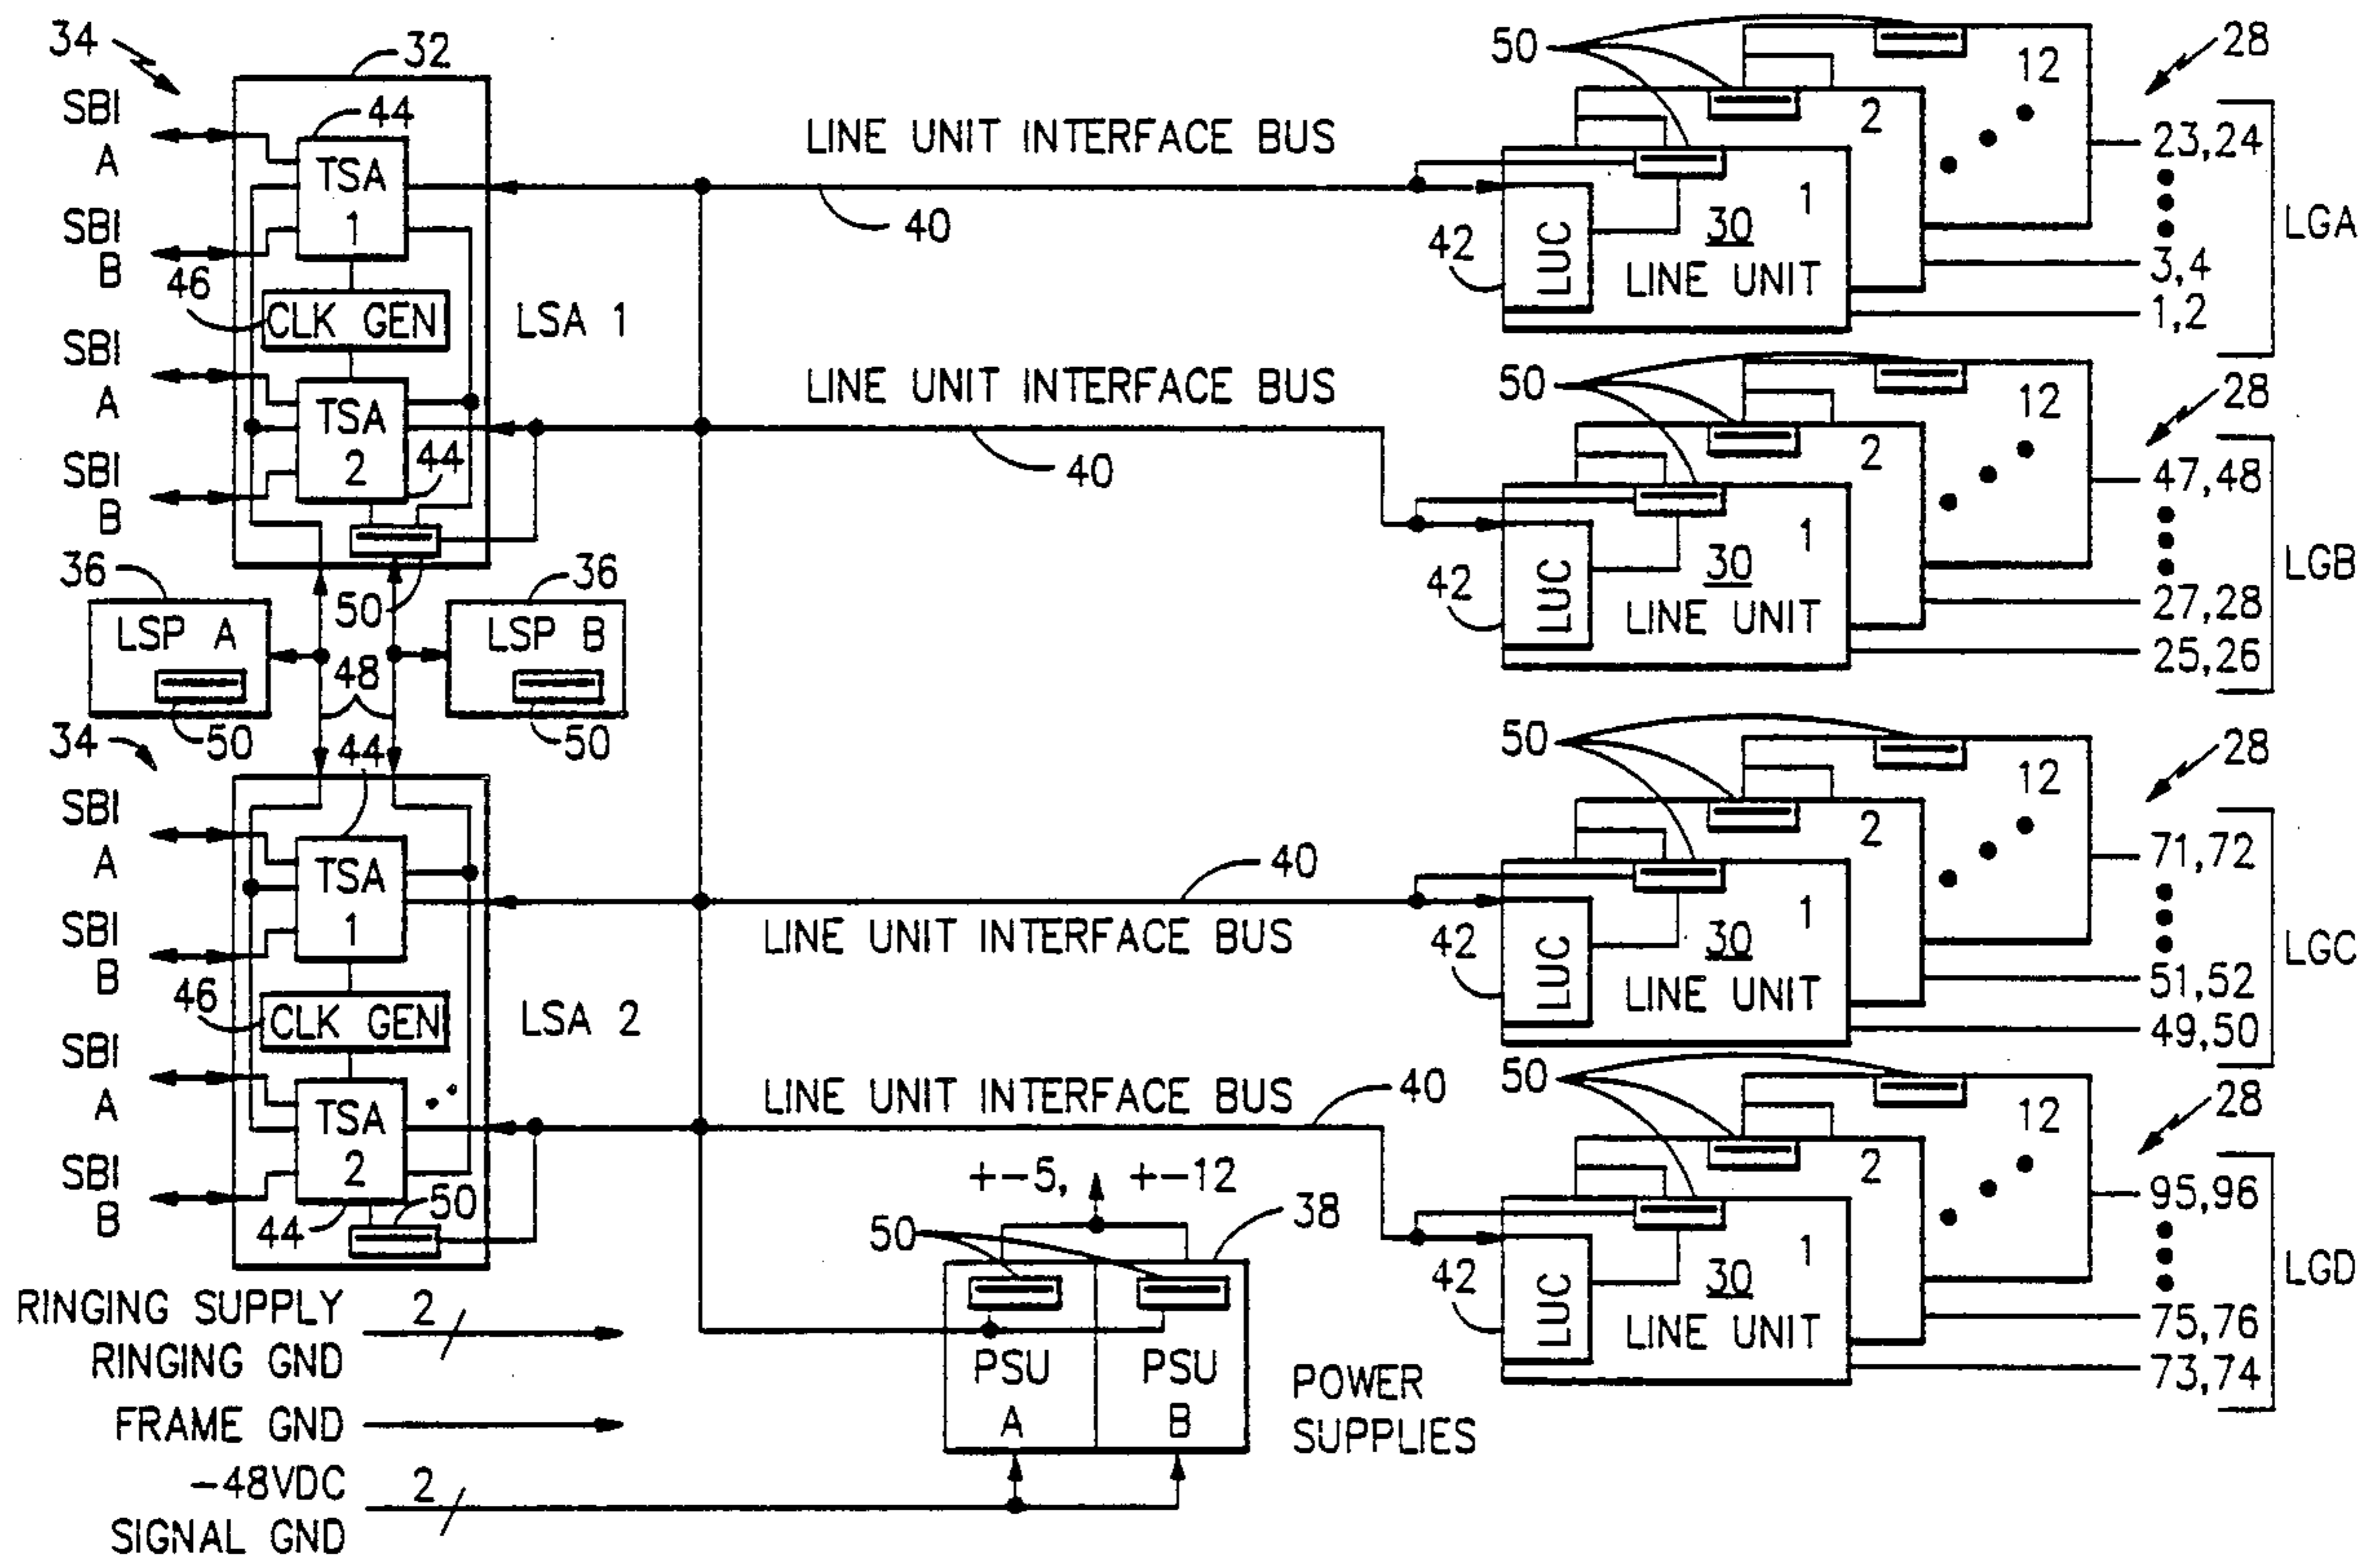 34
32
SBI
A
44
TSA
1
SBI
B
46
CLK GEN
LSA 1
SBI
A
TSA
2
44
SBI
B
50
36
LSP A
50
36
LSP B
50
48
34
44
SBI
A
TSA
1
SBI
B
46
CLK GEN
LSA 2
SBI
A
TSA
2
SBI
B
44
50
LINE UNIT INTERFACE BUS
40
LINE UNIT INTERFACE BUS
40
40
LINE UNIT INTERFACE BUS
LINE UNIT INTERFACE BUS
40
50
12
28
2
1
42
LUC
30
LINE UNIT
23,24
3,4
1,2
LGA
50
12
28
2
1
42
LUC
30
LINE UNIT
47,48
27,28
25,26
LGB
50
12
28
2
1
42
LUC
30
LINE UNIT
71,72
51,52
49,50
LGC
50
12
28
2
1
42
LUC
30
LINE UNIT
95,96
75,76
73,74
LGD
+-5, +-12
38
50
PSU
A
PSU
B
POWER
SUPPLIES
RINGING SUPPLY
2
RINGING GND
FRAME GND
-48VDC
2
SIGNAL GND